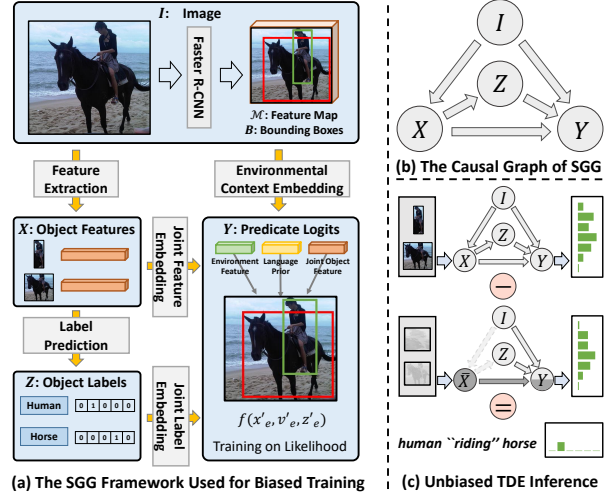 I: Image
Faster R-CNN
M: Feature Map
B: Bounding Boxes
Feature
Extraction
Environmental
Context Embedding
X: Object Features
Joint Feature
Embedding
Y: Predicate Logits
Environment
Feature
Language
Prior
Joint Object
Feature
Label
Prediction
Z: Object Labels
Human
0 1 0 0 0
Horse
0 0 0 1 0
Joint Label
Embedding
f(x'ₑ, v'ₑ, z'ₑ)
Training on Likelihood
(a) The SGG Framework Used for Biased Training
I
Z
X
Y
(b) The Causal Graph of SGG
I
Z
X
Y
−
I
Z
X̄
Y
=
human ``riding'' horse
(c) Unbiased TDE Inference